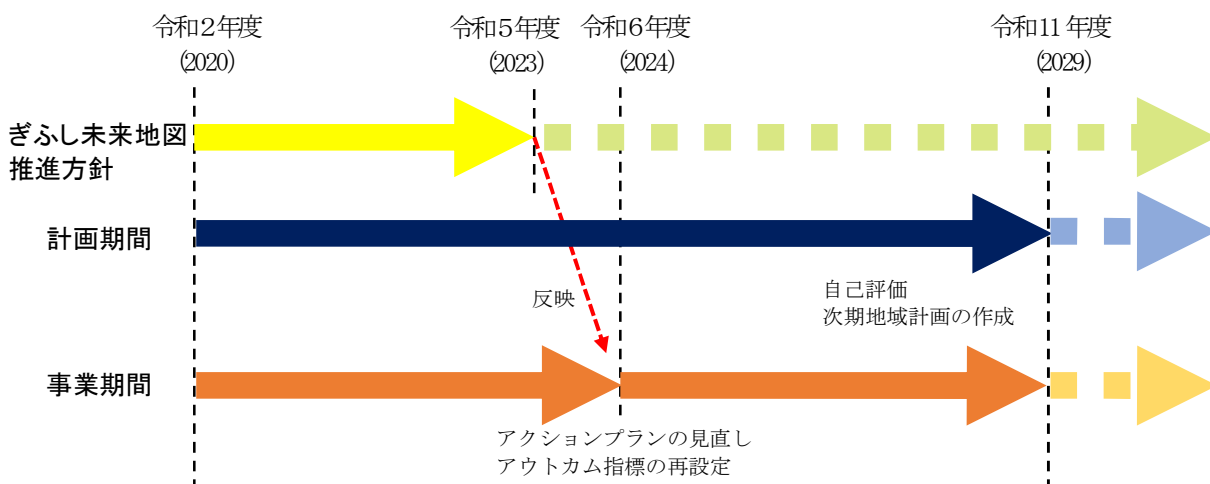 令和2年度 令和5年度 令和6年度 令和11年度
(2020) (2023) (2024) (2029)
ぎふし未来地図
推進方針
計画期間
反映
自己評価
次期地域計画の作成
事業期間
アクションプランの見直し
アウトカム指標の再設定